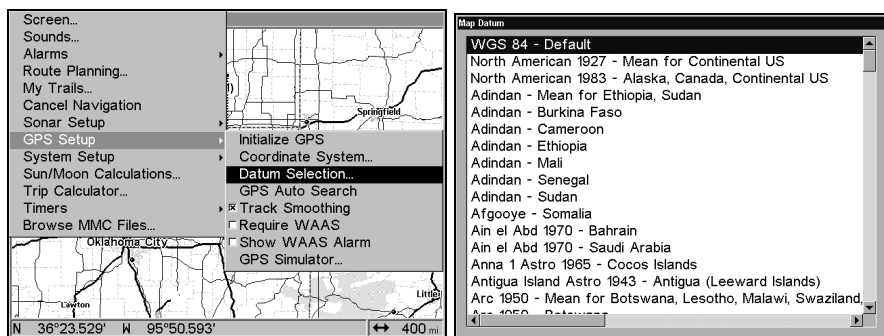 Screen...
Sounds...
Alarms
Route Planning...
My Trails...
Cancel Navigation
Sonar Setup
GPS Setup
System Setup
Sun/Moon Calculations...
Trip Calculator...
Timers
Browse MMC Files...
Initialize GPS
Coordinate System...
Datum Selection...
GPS Auto Search
Track Smoothing
Require WAAS
Show WAAS Alarm
GPS Simulator...
Springfield
Oklahoma City
Lawton
Little
N 36°23.529' W 95°50.593' ↔ 400 mi
Map Datum
WGS 84 - Default
North American 1927 - Mean for Continental US
North American 1983 - Alaska, Canada, Continental US
Adindan - Mean for Ethiopia, Sudan
Adindan - Burkina Faso
Adindan - Cameroon
Adindan - Ethiopia
Adindan - Mali
Adindan - Senegal
Adindan - Sudan
Afgooye - Somalia
Ain el Abd 1970 - Bahrain
Ain el Abd 1970 - Saudi Arabia
Anna 1 Astro 1965 - Cocos Islands
Antigua Island Astro 1943 - Antigua (Leeward Islands)
Arc 1950 - Mean for Botswana, Lesotho, Malawi, Swaziland,
Arc 1950 - Botswana